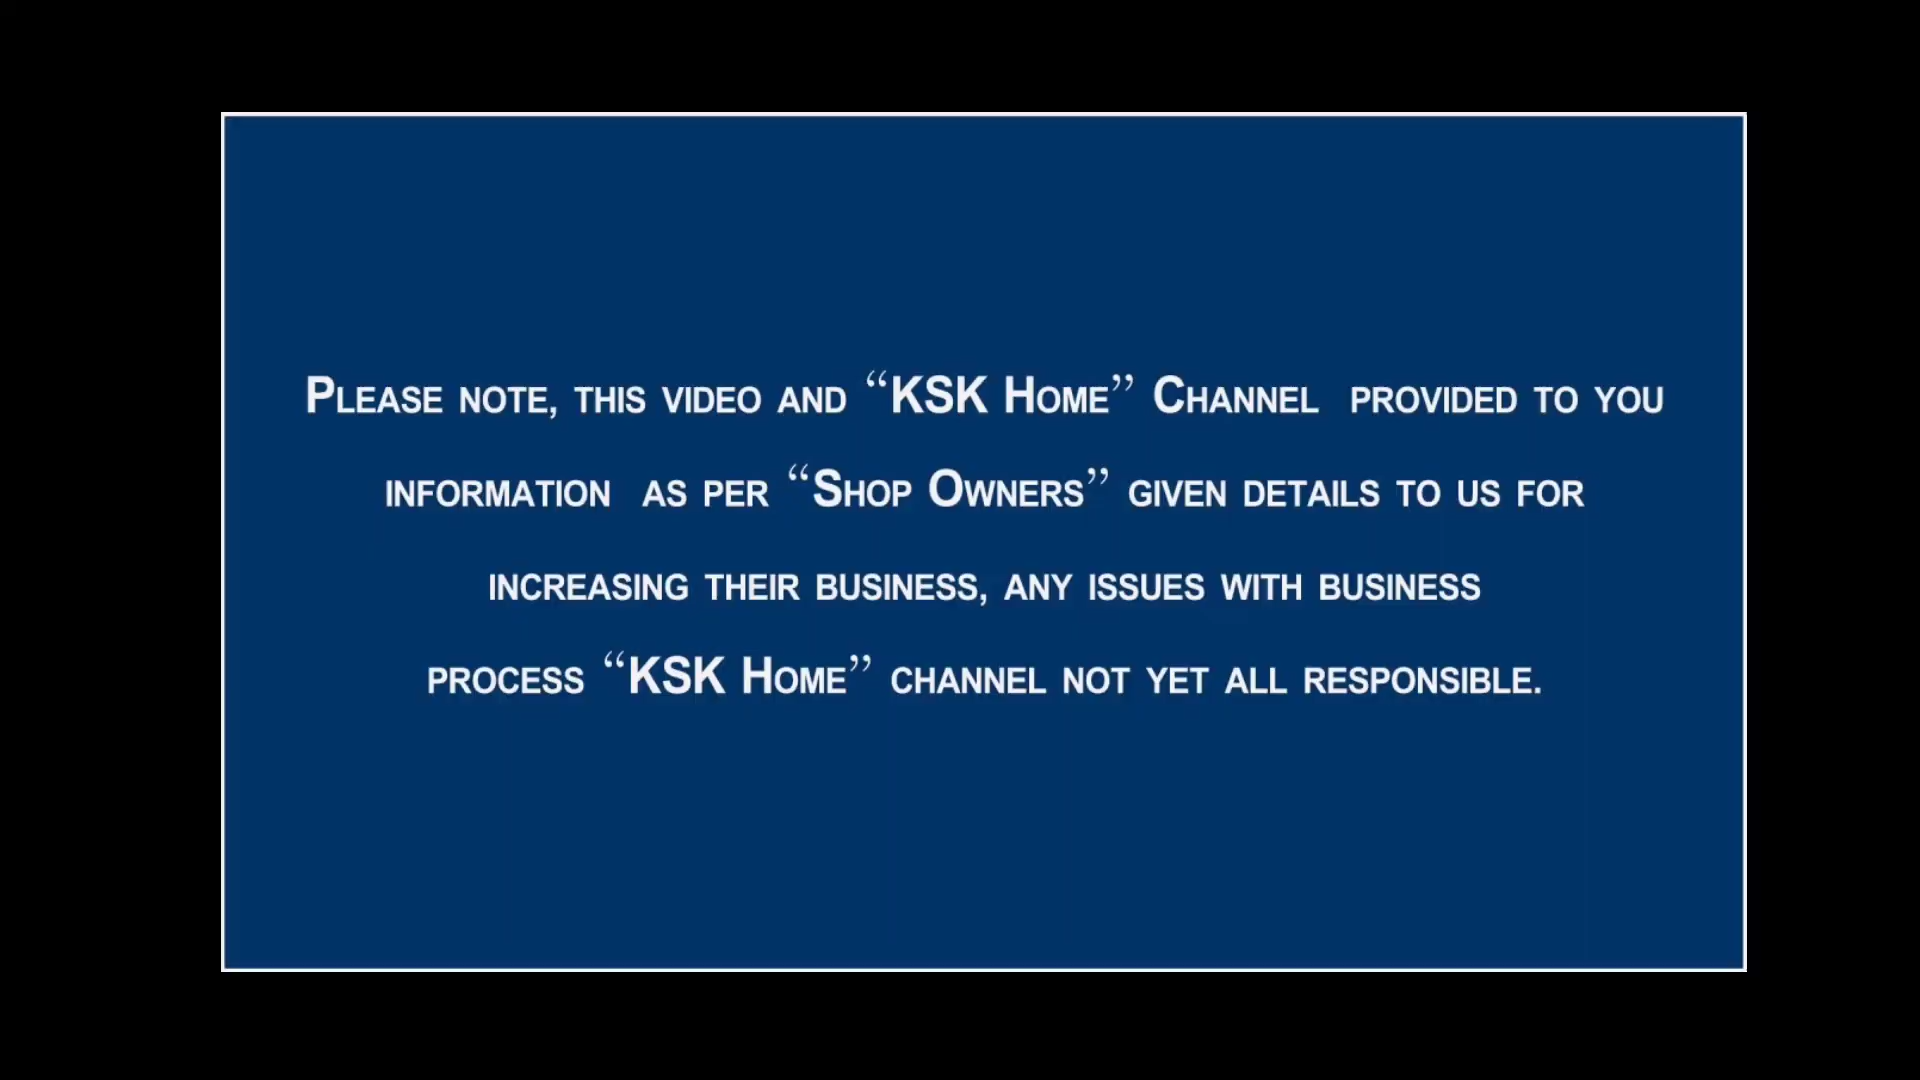 Please note, this video and “KSK Home” Channel provided to you
information as per “Shop Owners” given details to us for
increasing their business, any issues with business
process “KSK Home” channel not yet all responsible.